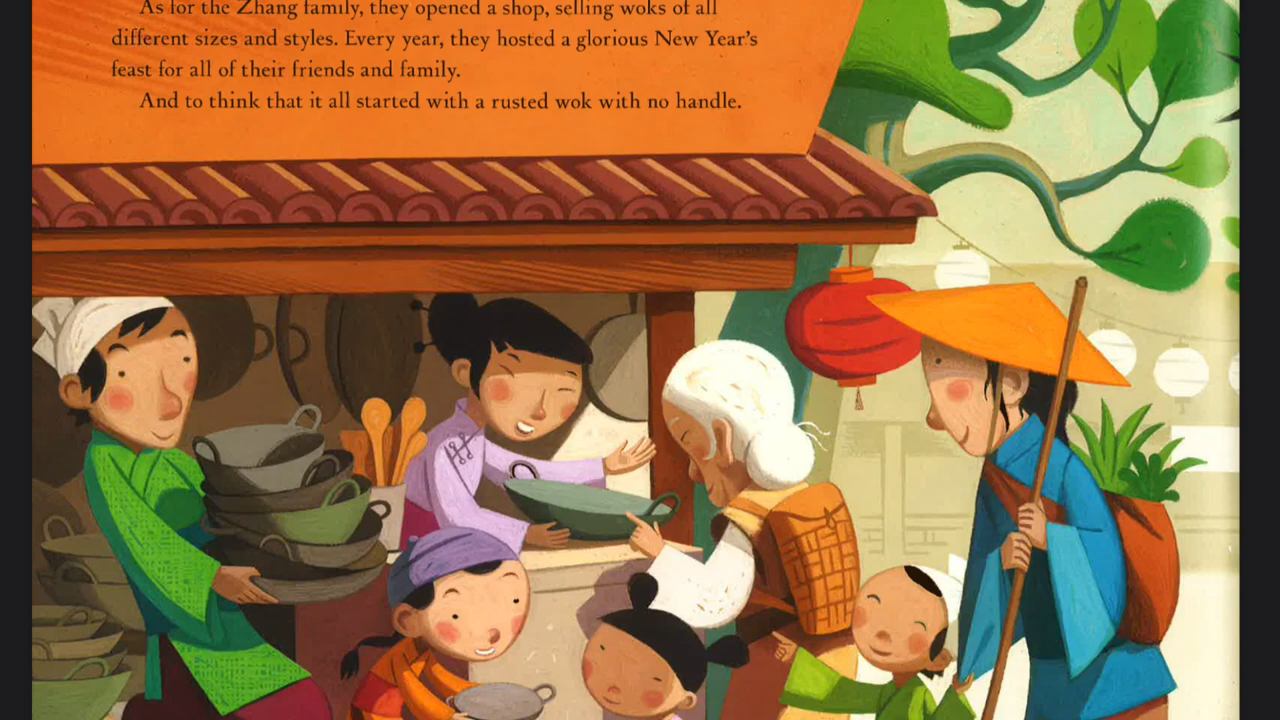 As for the Zhang family, they opened a shop, selling woks of all
different sizes and styles. Every year, they hosted a glorious New Year's
feast for all of their friends and family.
And to think that it all started with a rusted wok with no handle.